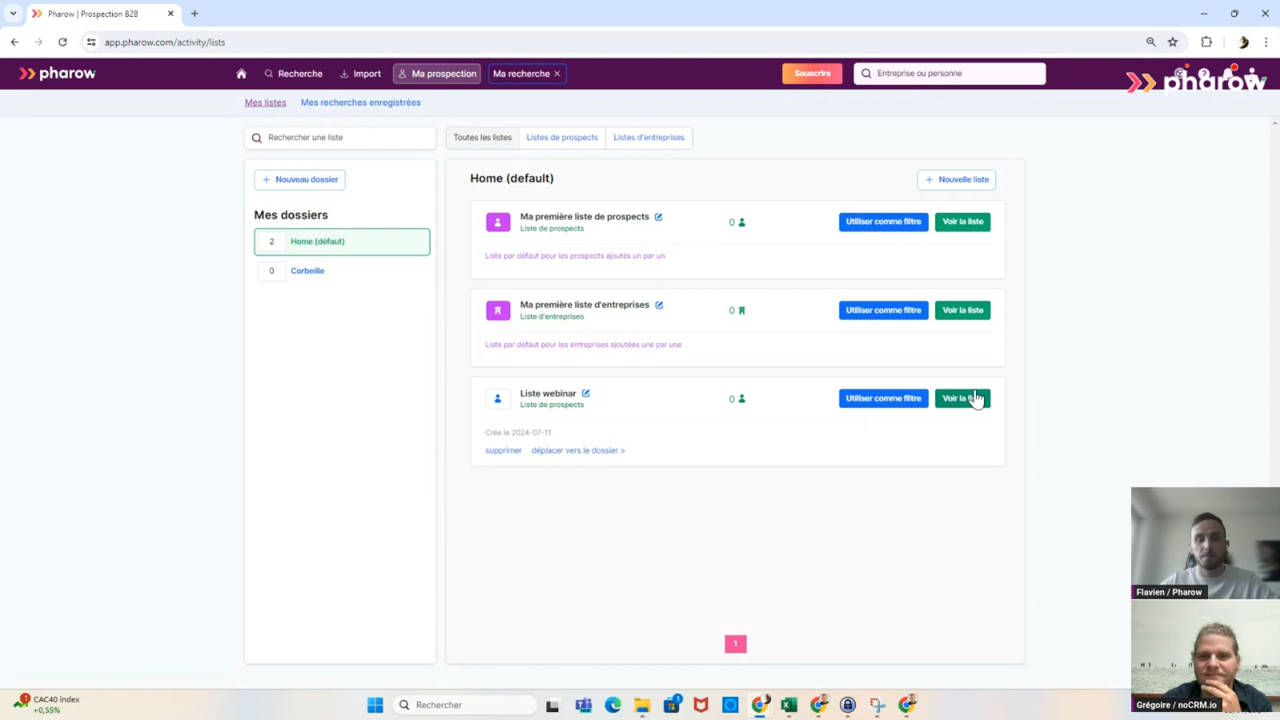 Pharow | Prospection B2B
app.pharow.com/activity/lists
pharow
Recherche
Import
Ma prospection
Ma recherche
Souscrire
Entreprise ou personne
pharow
Mes listes
Mes recherches enregistrées
Rechercher une liste
Toutes les listes
Listes de prospects
Listes d'entreprises
Nouveau dossier
Mes dossiers
2 Home (défaut)
0 Corbeille
Home (default)
Nouvelle liste
Ma première liste de prospects
Liste de prospects
0
Utiliser comme filtre
Voir la liste
Liste par défaut pour les prospects ajoutés un par un
Ma première liste d'entreprises
Liste d'entreprises
0
Utiliser comme filtre
Voir la liste
Liste par défaut pour les entreprises ajoutées une par une
Liste webinar
Liste de prospects
0
Utiliser comme filtre
Voir la
Crée le 2024-07-11
supprimer
déplacer vers le dossier >
1
Flavien / Pharow
Grégoire / noCRM.io
1
CAC40 index
+0,55%
Rechercher
1